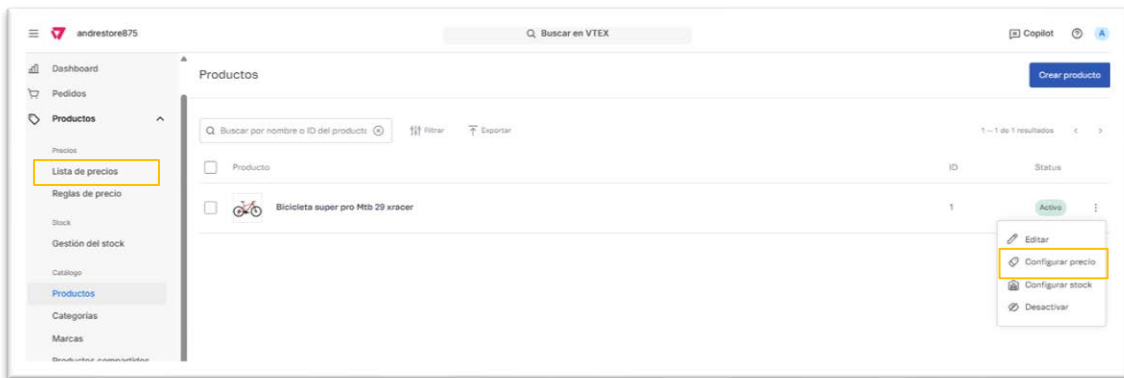 andrestore875
Buscar en VTEX
Copilot
A
Dashboard
Pedidos
Productos
Precios
Lista de precios
Reglas de precio
Stock
Gestión del stock
Catálogo
Productos
Categorías
Marcas
Productos compartidos
Productos
Crear producto
Buscar por nombre o ID del producto
Filtrar
Exportar
1 – 1 de 1 resultados
Producto ID Status
Bicicleta super pro Mtb 29 xracer 1 Activo
Editar
Configurar precio
Configurar stock
Desactivar